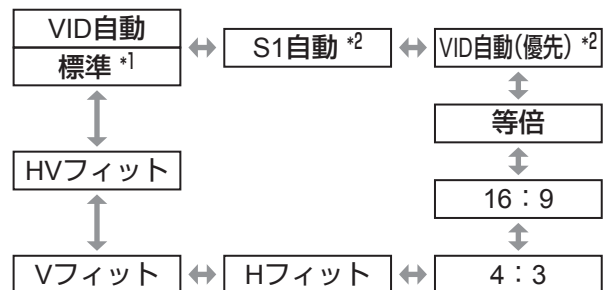 VID自動
標準 *1
S1自動 *2
VID自動(優先) *2
等倍
HVフィット
16：9
Vフィット
Hフィット
4：3